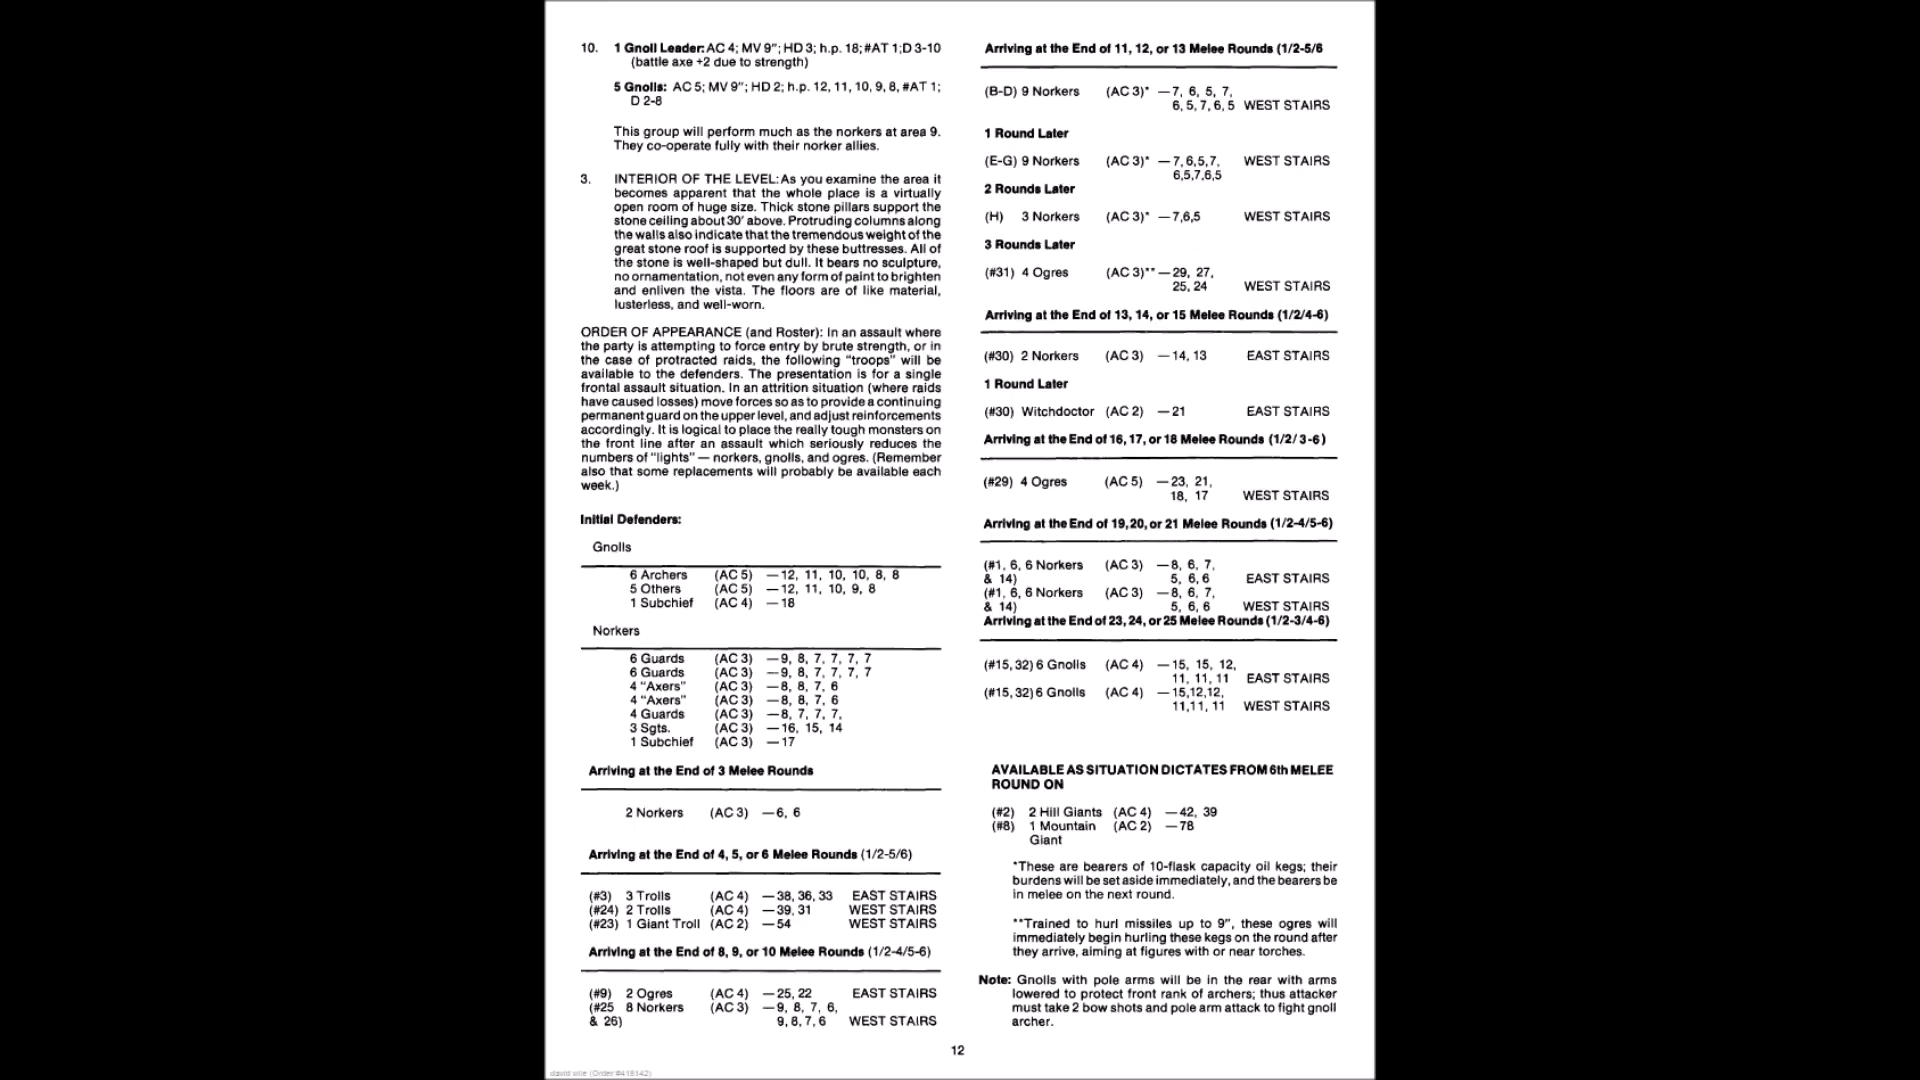 10. 1 Gnoll Leader: AC 4; MV 9"; HD 3; h.p. 18; #AT 1; D 3-10
(battle axe +2 due to strength)
5 Gnolls: AC 5; MV 9"; HD 2; h.p. 12, 11, 10, 9, 8, #AT 1;
D 2-8
This group will perform much as the norkers at area 9.
They co-operate fully with their norker allies.
3. INTERIOR OF THE LEVEL: As you examine the area it
becomes apparent that the whole place is a virtually
open room of huge size. Thick stone pillars support the
stone ceiling about 30' above. Protruding columns along
the walls also indicate that the tremendous weight of the
great stone roof is supported by these buttresses. All of
the stone is well-shaped but dull. It bears no sculpture,
no ornamentation, not even any form of paint to brighten
and enliven the vista. The floors are of like material,
lusterless, and well-worn.
ORDER OF APPEARANCE (and Roster): In an assault where
the party is attempting to force entry by brute strength, or in
the case of protracted raids, the following "troops" will be
available to the defenders. The presentation is for a single
frontal assault situation. In an attrition situation (where raids
have caused losses) move forces so as to provide a continuing
permanent guard on the upper level, and adjust reinforcements
accordingly. It is logical to place the really tough monsters on
the front line after an assault which seriously reduces the
numbers of "lights" — norkers, gnolls, and ogres. (Remember
also that some replacements will probably be available each
week.)
Initial Defenders:
Gnolls
6 Archers (AC 5) — 12, 11, 10, 10, 8, 8
5 Others (AC 5) — 12, 11, 10, 9, 8
1 Subchief (AC 4) — 18
Norkers
6 Guards (AC 3) — 9, 8, 7, 7, 7, 7
6 Guards (AC 3) — 9, 8, 7, 7, 7, 7
4 "Axers" (AC 3) — 8, 8, 7, 6
4 "Axers" (AC 3) — 8, 8, 7, 6
4 Guards (AC 3) — 8, 7, 7, 7,
3 Sgts. (AC 3) — 16, 15, 14
1 Subchief (AC 3) — 17
Arriving at the End of 3 Melee Rounds
2 Norkers (AC 3) — 6, 6
Arriving at the End of 4, 5, or 6 Melee Rounds (1/2-5/6)
(#3) 3 Trolls (AC 4) — 38, 36, 33 EAST STAIRS
(#24) 2 Trolls (AC 4) — 39, 31 WEST STAIRS
(#23) 1 Giant Troll (AC 2) — 54 WEST STAIRS
Arriving at the End of 8, 9, or 10 Melee Rounds (1/2-4/5-6)
(#9) 2 Ogres (AC 4) — 25, 22 EAST STAIRS
(#25 8 Norkers (AC 3) — 9, 8, 7, 6,
& 26) 9, 8, 7, 6 WEST STAIRS
Arriving at the End of 11, 12, or 13 Melee Rounds (1/2-5/6
(B-D) 9 Norkers (AC 3)* — 7, 6, 5, 7,
6, 5, 7, 6, 5 WEST STAIRS
1 Round Later
(E-G) 9 Norkers (AC 3)* — 7,6,5,7, WEST STAIRS
6,5,7,6,5
2 Rounds Later
(H) 3 Norkers (AC 3)* — 7,6,5 WEST STAIRS
3 Rounds Later
(#31) 4 Ogres (AC 3)** — 29, 27,
25, 24 WEST STAIRS
Arriving at the End of 13, 14, or 15 Melee Rounds (1/2/4-6)
(#30) 2 Norkers (AC 3) — 14, 13 EAST STAIRS
1 Round Later
(#30) Witchdoctor (AC 2) — 21 EAST STAIRS
Arriving at the End of 16, 17, or 18 Melee Rounds (1/2/3-6)
(#29) 4 Ogres (AC 5) — 23, 21,
18, 17 WEST STAIRS
Arriving at the End of 19, 20, or 21 Melee Rounds (1/2-4/5-6)
(#1, 6, 6 Norkers (AC 3) — 8, 6, 7,
& 14) 5, 6, 6 EAST STAIRS
(#1, 6, 6 Norkers (AC 3) — 8, 6, 7,
& 14) 5, 6, 6 WEST STAIRS
Arriving at the End of 23, 24, or 25 Melee Rounds (1/2-3/4-6)
(#15, 32) 6 Gnolls (AC 4) — 15, 15, 12,
11, 11, 11 EAST STAIRS
(#15, 32) 6 Gnolls (AC 4) — 15,12,12,
11,11, 11 WEST STAIRS
AVAILABLE AS SITUATION DICTATES FROM 6th MELEE
ROUND ON
(#2) 2 Hill Giants (AC 4) — 42, 39
(#8) 1 Mountain (AC 2) — 78
Giant
*These are bearers of 10-flask capacity oil kegs; their
burdens will be set aside immediately, and the bearers be
in melee on the next round.
**Trained to hurl missiles up to 9", these ogres will
immediately begin hurling these kegs on the round after
they arrive, aiming at figures with or near torches.
Note: Gnolls with pole arms will be in the rear with arms
lowered to protect front rank of archers; thus attacker
must take 2 bow shots and pole arm attack to fight gnoll
archer.
12